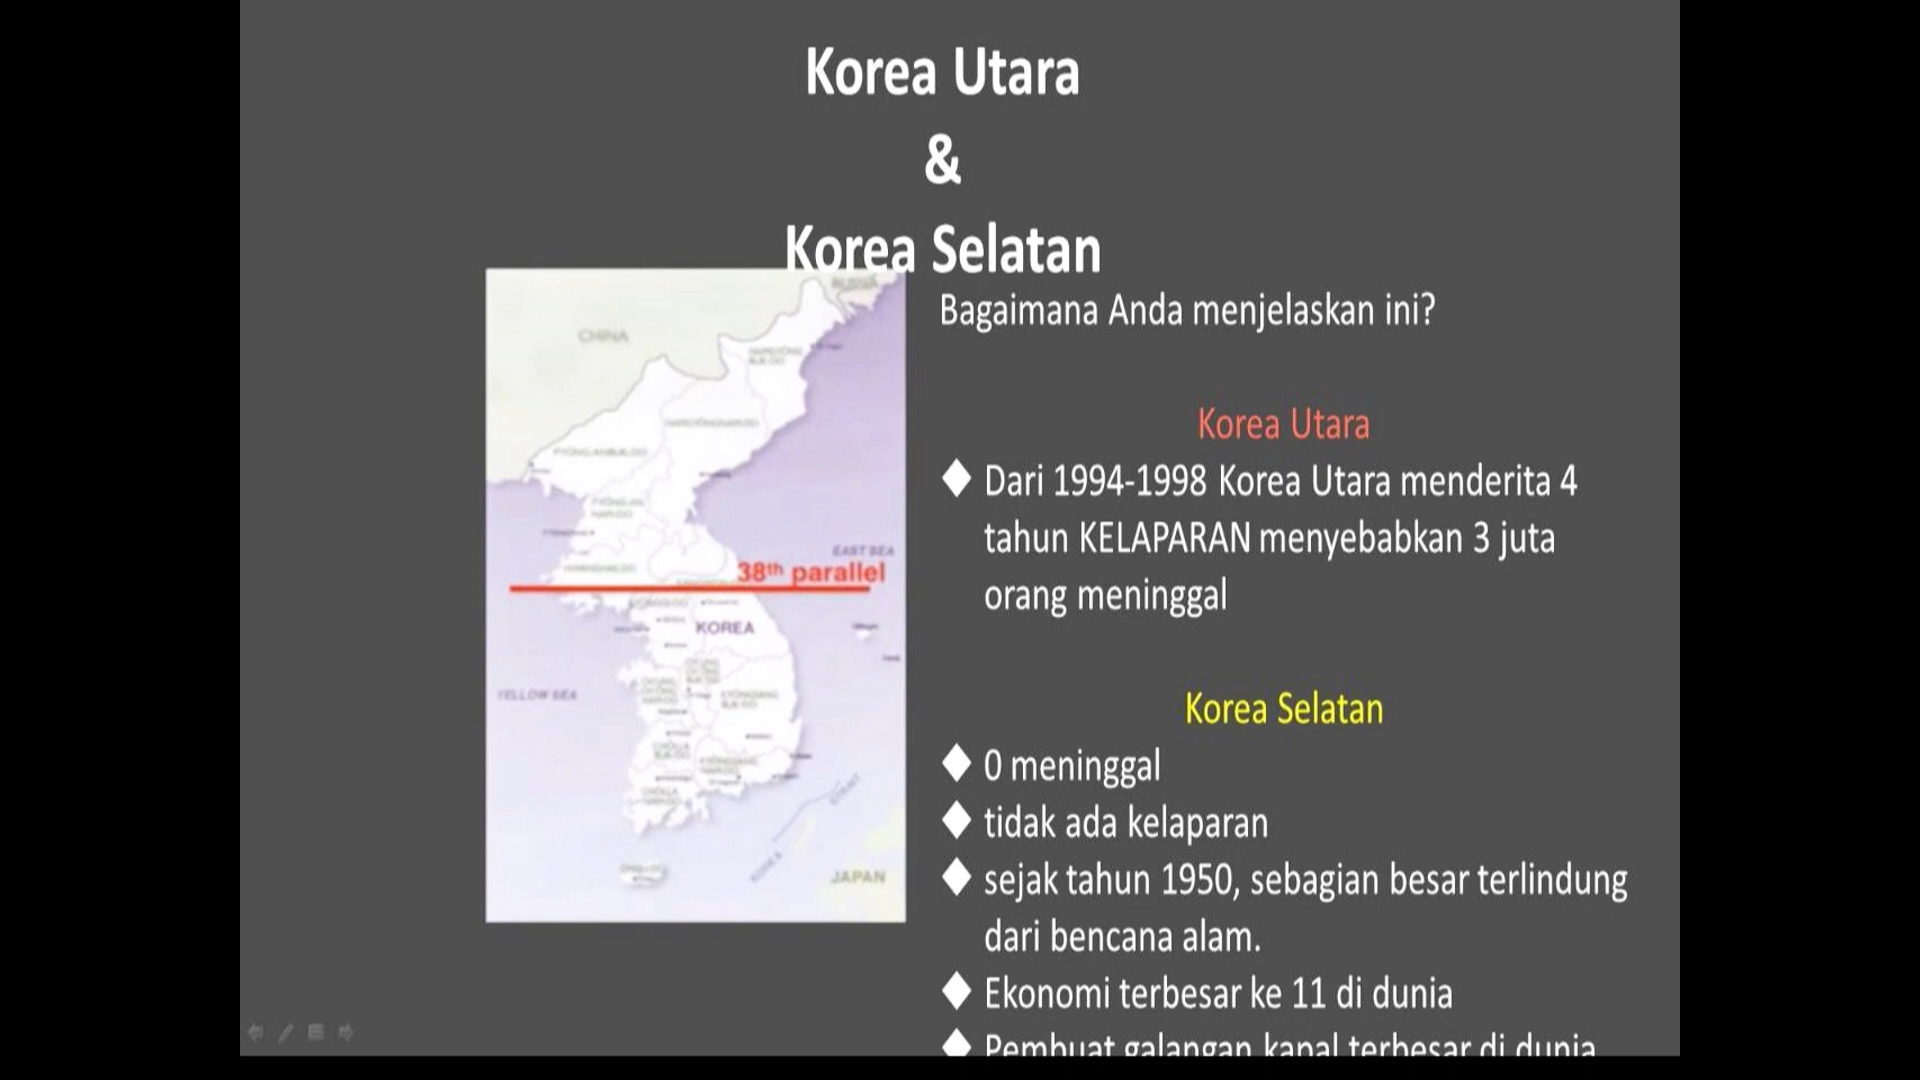 Korea Utara
&
Korea Selatan
Bagaimana Anda menjelaskan ini?
Korea Utara
Dari 1994-1998 Korea Utara menderita 4
tahun KELAPARAN menyebabkan 3 juta
orang meninggal
Korea Selatan
0 meninggal
tidak ada kelaparan
sejak tahun 1950, sebagian besar terlindung
dari bencana alam.
Ekonomi terbesar ke 11 di dunia
Pembuat galangan kapal terbesar di dunia
RUSSIA
CHINA
EAST SEA
38th parallel
KOREA
YELLOW SEA
KOREA STRAIT
JAPAN